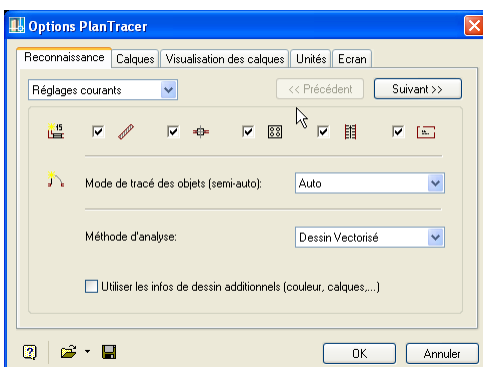 Options PlanTracer
Reconnaissance Calques Visualisation des calques Unités Ecran
Réglages courants << Précédent Suivant >>
Mode de tracé des objets (semi-auto): Auto
Méthode d'analyse: Dessin Vectorisé
Utiliser les infos de dessin additionnels (couleur, calques,...)
OK Annuler